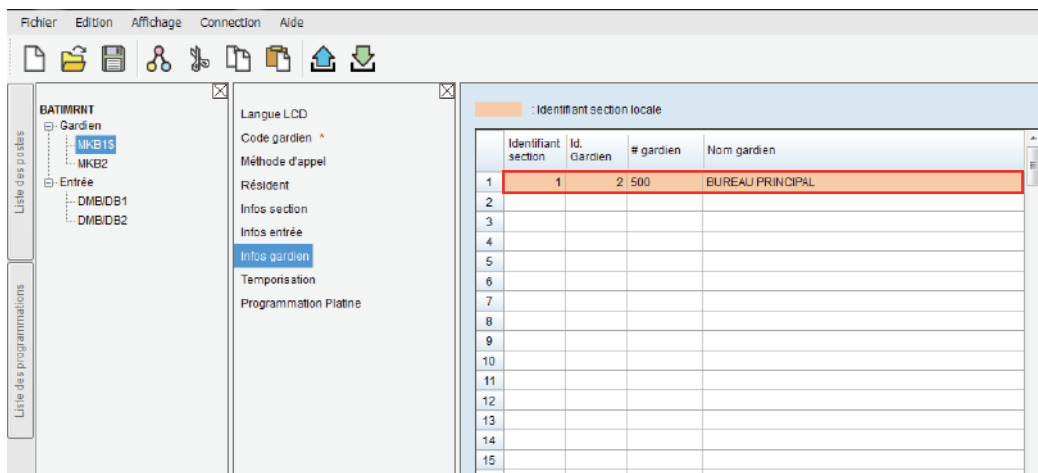 Fichier Edition Affichage Connection Aide
Liste des postes
Liste des programmations
BATIMRNT
Gardien
MKB1$
MKB2
Entrée
DMB/DB1
DMB/DB2
Langue LCD
Code gardien *
Méthode d'appel
Résident
Infos section
Infos entrée
Infos gardien
Temporisation
Programmation Platine
: Identifiant section locale
Identifiant section Id. Gardien # gardien Nom gardien
1 1 2 500 BUREAU PRINCIPAL
2
3
4
5
6
7
8
9
10
11
12
13
14
15